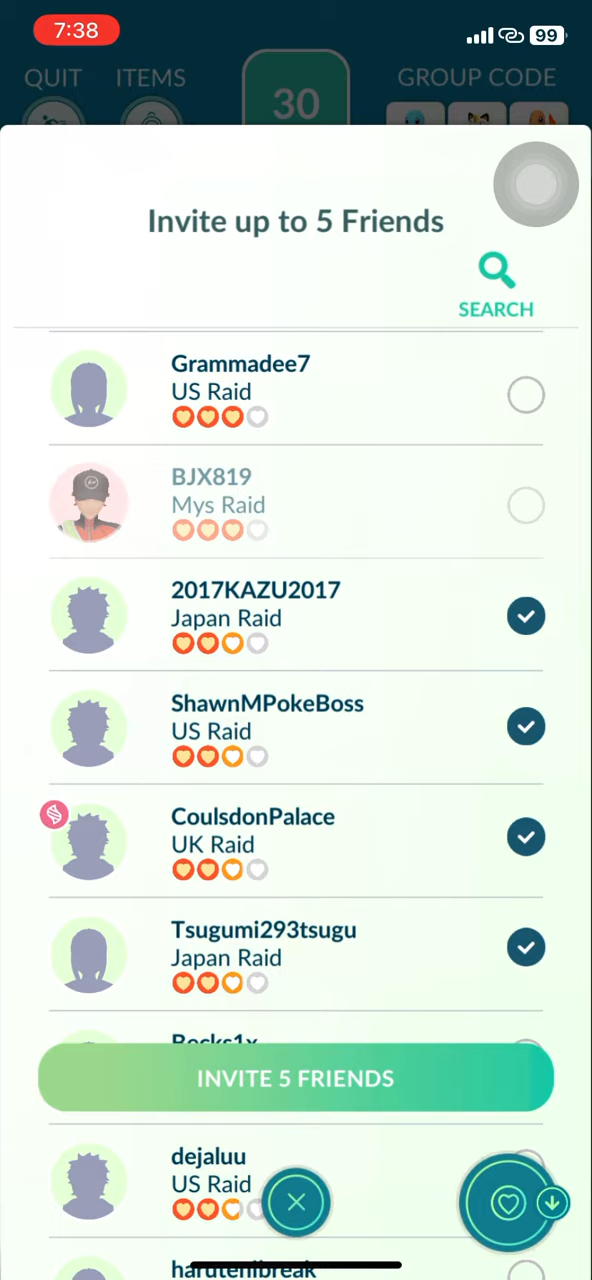 7:38
99
QUIT
ITEMS
30
GROUP CODE
Invite up to 5 Friends
SEARCH
Grammadee7
US Raid
BJX819
Mys Raid
2017KAZU2017
Japan Raid
ShawnMPokeBoss
US Raid
CoulsdonPalace
UK Raid
Tsugumi293tsugu
Japan Raid
Becks1x
INVITE 5 FRIENDS
dejaluu
US Raid